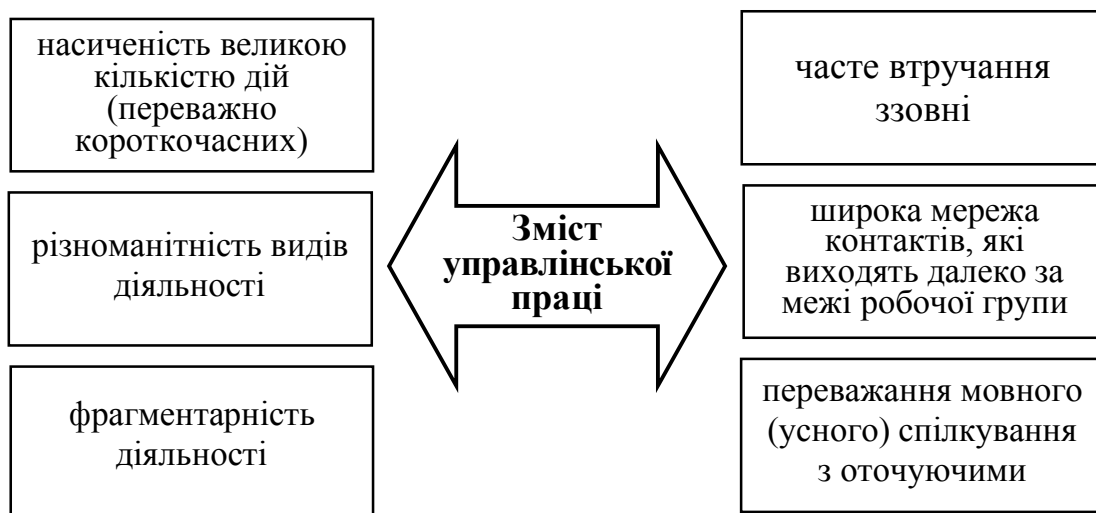 насиченість великою
кількістю дій
(переважно
короткочасних)
різноманітність видів
діяльності
фрагментарність
діяльності
Зміст
управлінської
праці
часте втручання
ззовні
широка мережа
контактів, які
виходять далеко за
межі робочої групи
переважання мовного
(усного) спілкування
з оточуючими